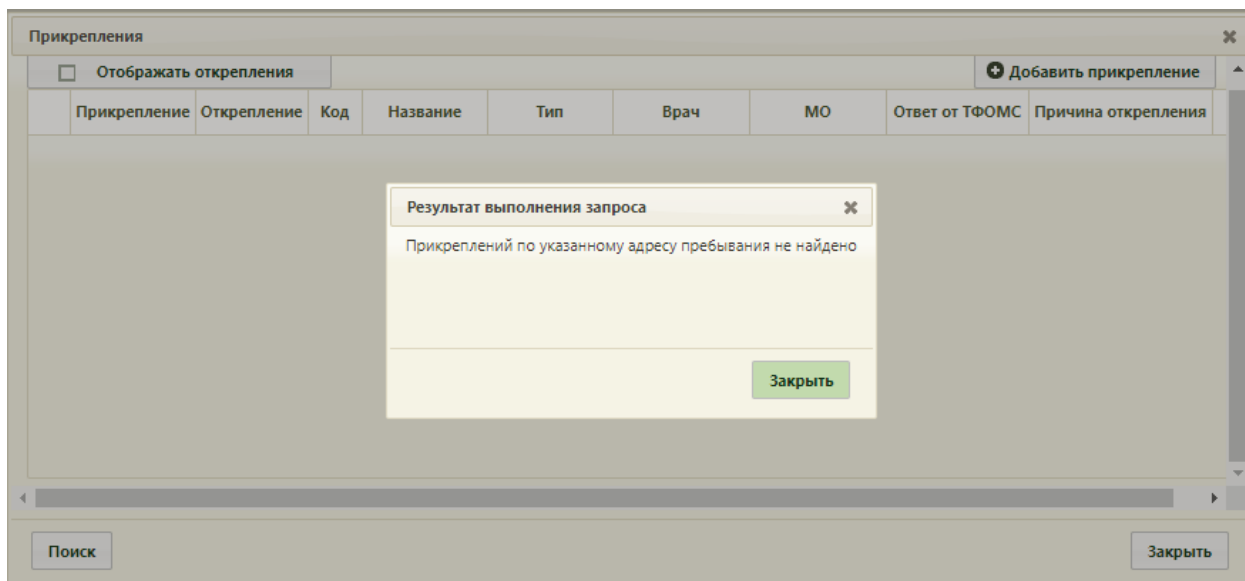 Прикрепления
Отображать открепления
Добавить прикрепление
Прикрепление Открепление Код Название Тип Врач МО Ответ от ТФОМС Причина открепления
Результат выполнения запроса
Прикреплений по указанному адресу пребывания не найдено
Закрыть
Поиск
Закрыть